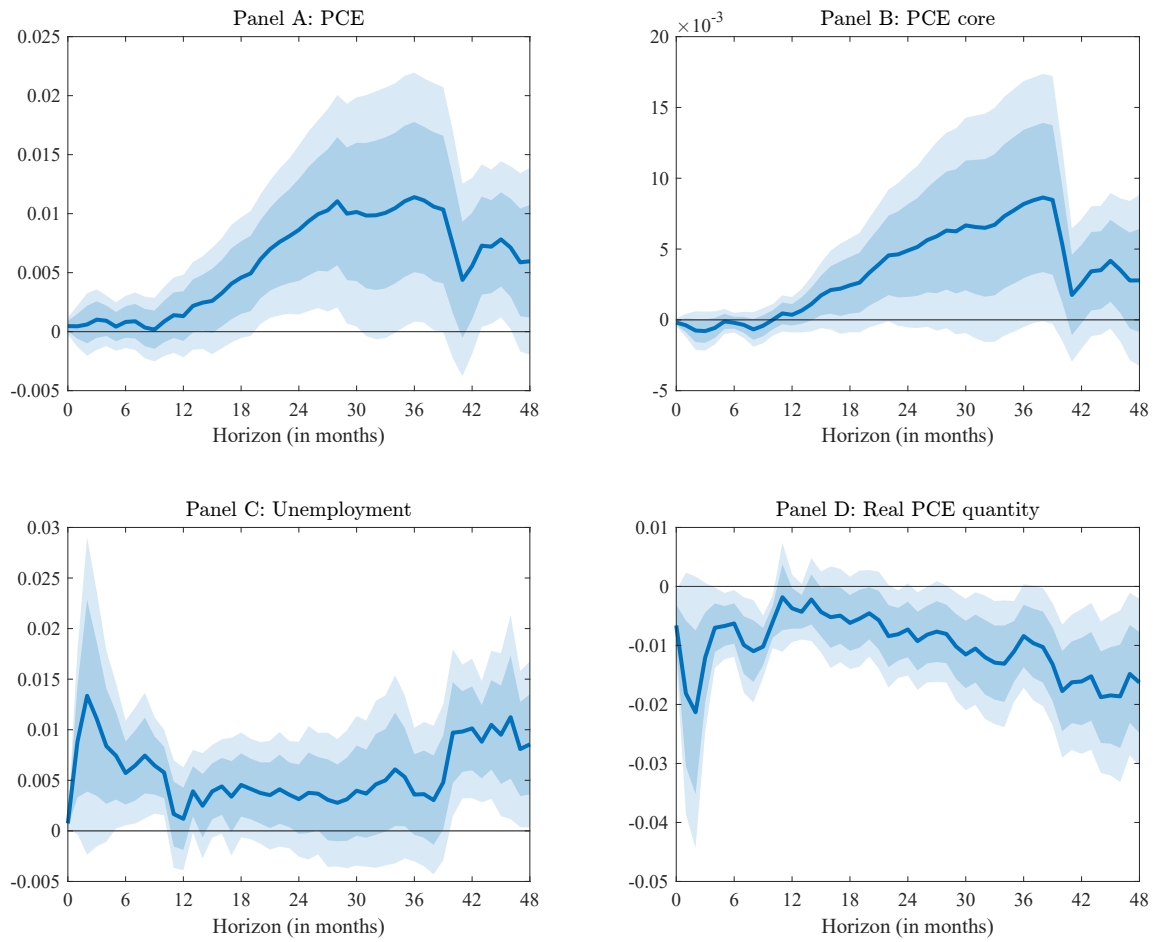 Panel A: PCE
0.025
0.02
0.015
0.01
0.005
0
-0.005
0 6 12 18 24 30 36 42 48
Horizon (in months)
Panel B: PCE core
×10^-3
20
15
10
5
0
-5
0 6 12 18 24 30 36 42 48
Horizon (in months)
Panel C: Unemployment
0.03
0.025
0.02
0.015
0.01
0.005
0
-0.005
0 6 12 18 24 30 36 42 48
Horizon (in months)
Panel D: Real PCE quantity
0.01
0
-0.01
-0.02
-0.03
-0.04
-0.05
0 6 12 18 24 30 36 42 48
Horizon (in months)